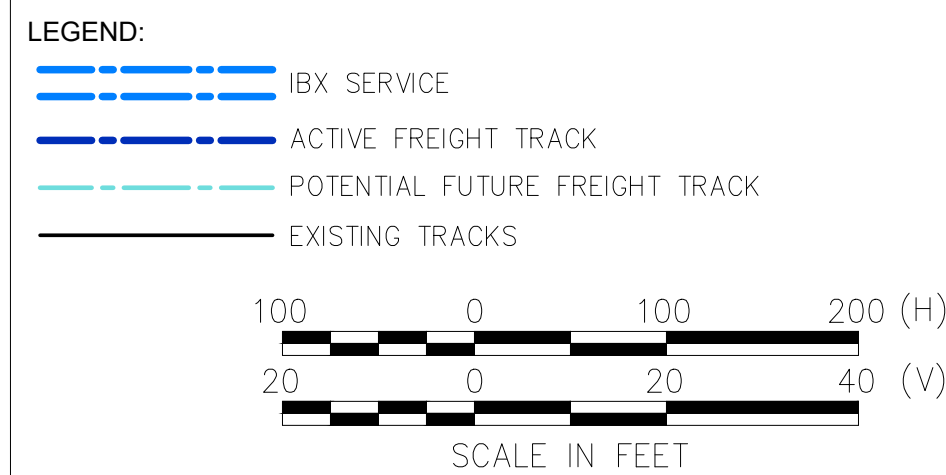 LEGEND:
IBX SERVICE
ACTIVE FREIGHT TRACK
POTENTIAL FUTURE FREIGHT TRACK
EXISTING TRACKS
100 0 100 200 (H)
20 0 20 40 (V)
SCALE IN FEET